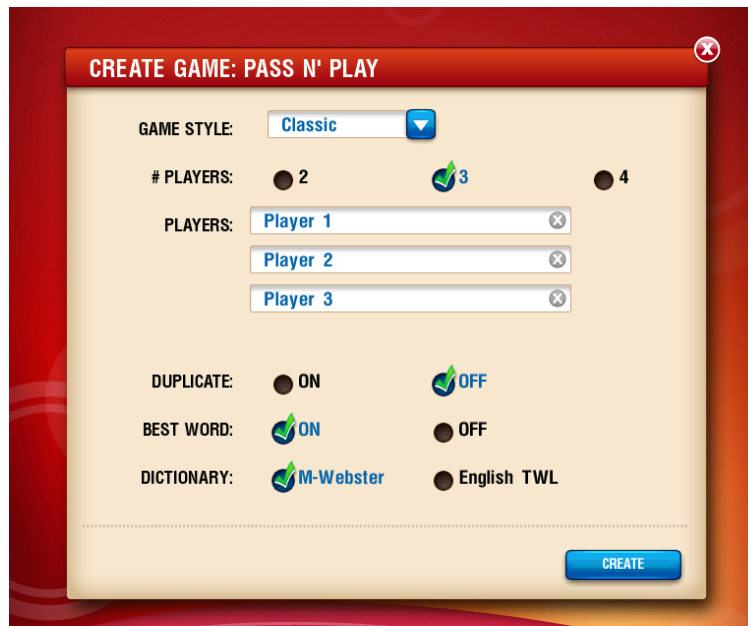 CREATE GAME: PASS N' PLAY
GAME STYLE: Classic
# PLAYERS: 2 3 4
PLAYERS: Player 1
Player 2
Player 3
DUPLICATE: ON OFF
BEST WORD: ON OFF
DICTIONARY: M-Webster English TWL
CREATE